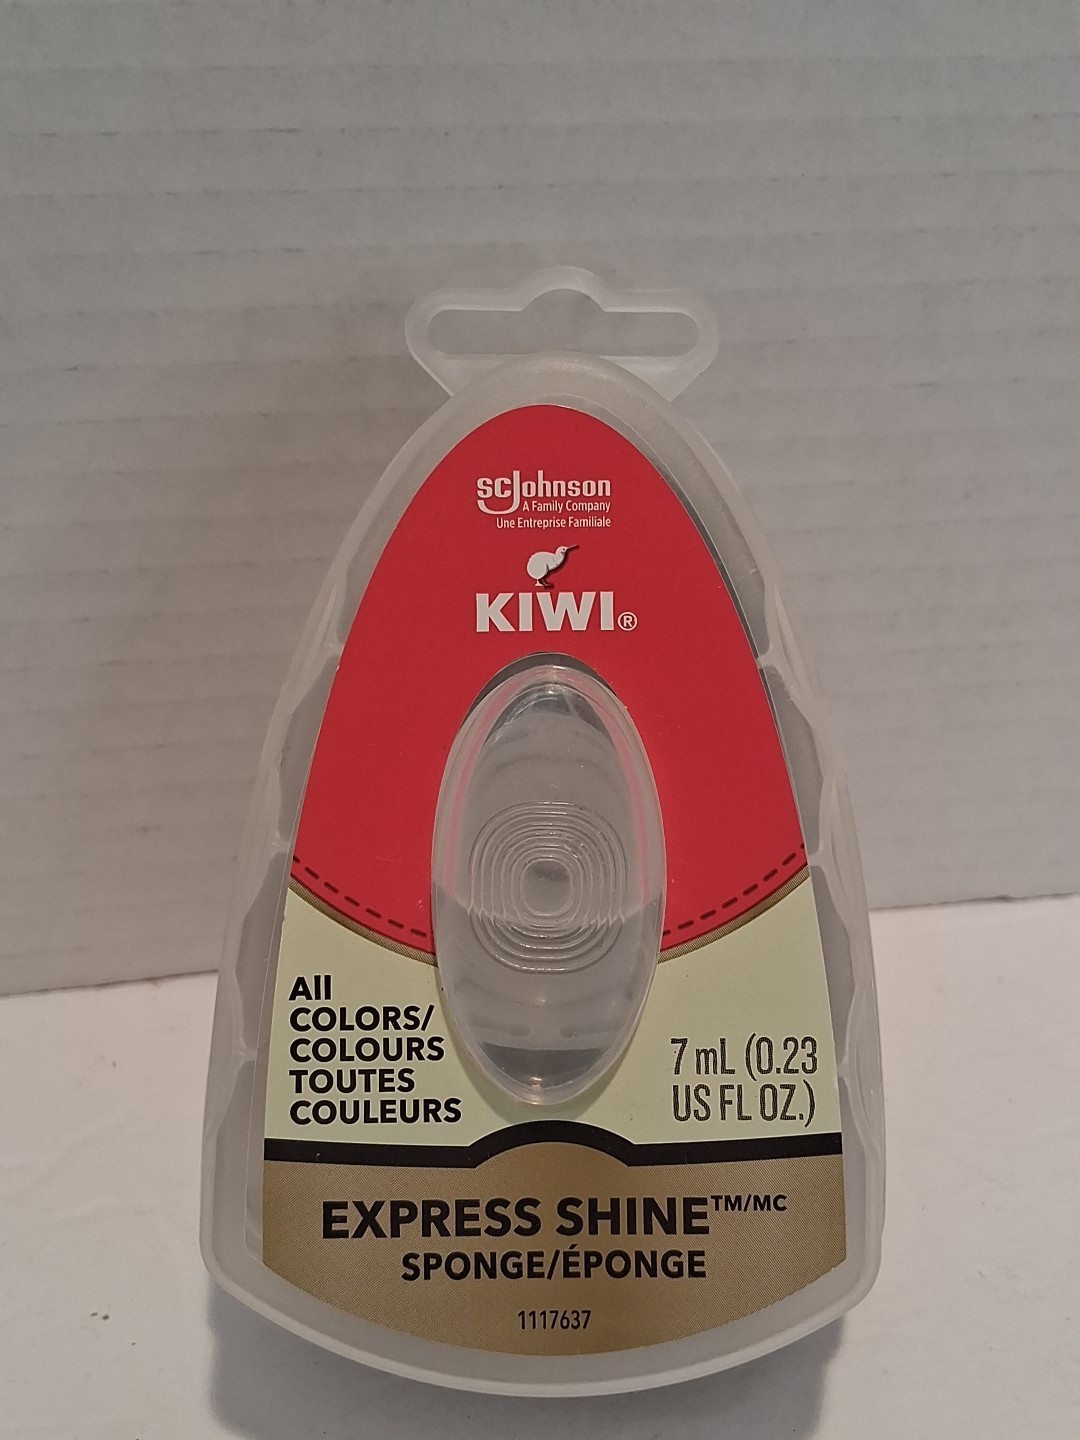 scJohnson
A Family Company
Une Entreprise Familiale
KIWI®
All
COLORS/
COLOURS
TOUTES
COULEURS
7 mL (0.23
US FL OZ.)
EXPRESS SHINE™/MC
SPONGE/ÉPONGE
1117637